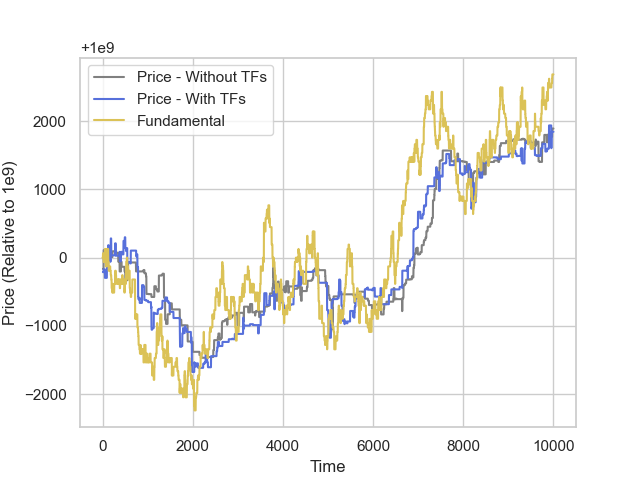 +1e9
Price - Without TFs
Price - With TFs
Fundamental
2000
1000
0
−1000
−2000
Price (Relative to 1e9)
0 2000 4000 6000 8000 10000
Time